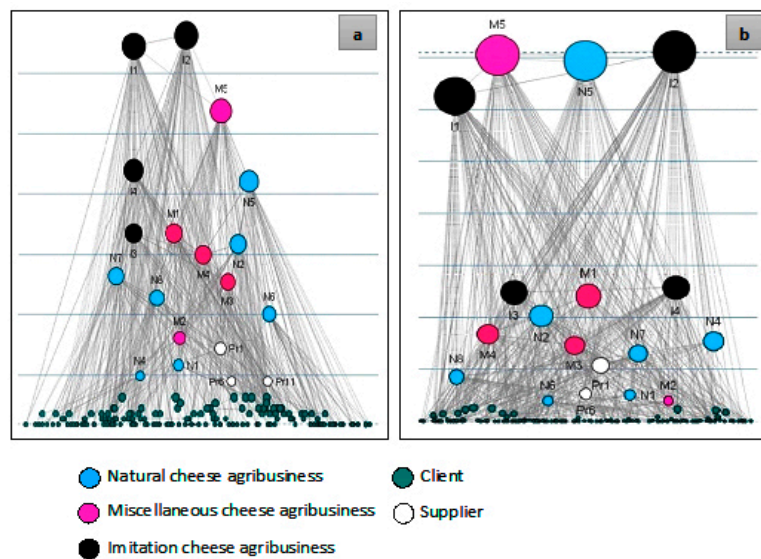 a
I2
I1
M5
I4
N5
M1
I3
N2
M4
N7
N8
M3
N6
M2
Pr1
N1
N4
Pr6
Pr11
b
M5
I2
N5
I1
M1
I3
I4
N2
N4
M4
N7
M3
N8
Pr1
N6
N1
M2
Pr6
Natural cheese agribusiness
Client
Miscellaneous cheese agribusiness
Supplier
Imitation cheese agribusiness